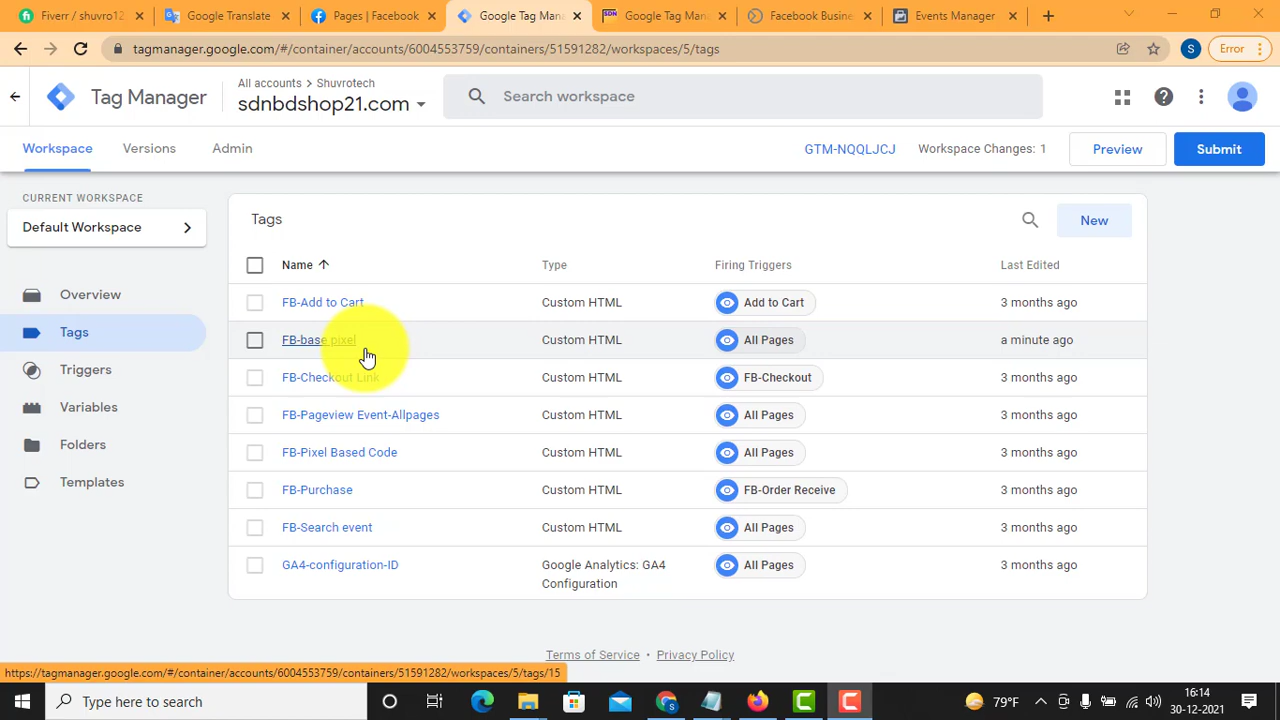 Fiverr / shuvro12
Google Translate
Pages | Facebook
Google Tag Mana
Google Tag Mana
Facebook Busine
Events Manager
tagmanager.google.com/#/container/accounts/6004553759/containers/51591282/workspaces/5/tags
S
Error
Tag Manager
All accounts > Shuvrotech
sdnbdshop21.com
Search workspace
Workspace
Versions
Admin
GTM-NQQLJCJ
Workspace Changes: 1
Preview
Submit
CURRENT WORKSPACE
Default Workspace
Overview
Tags
Triggers
Variables
Folders
Templates
Tags
New
Name Type Firing Triggers Last Edited
FB-Add to Cart Custom HTML Add to Cart 3 months ago
FB-base pixel Custom HTML All Pages a minute ago
FB-Checkout Link Custom HTML FB-Checkout 3 months ago
FB-Pageview Event-Allpages Custom HTML All Pages 3 months ago
FB-Pixel Based Code Custom HTML All Pages 3 months ago
FB-Purchase Custom HTML FB-Order Receive 3 months ago
FB-Search event Custom HTML All Pages 3 months ago
GA4-configuration-ID Google Analytics: GA4 All Pages 3 months ago
Configuration
Terms of Service • Privacy Policy
https://tagmanager.google.com/#/container/accounts/6004553759/containers/51591282/workspaces/5/tags/15
Type here to search
79°F
16:14
30-12-2021